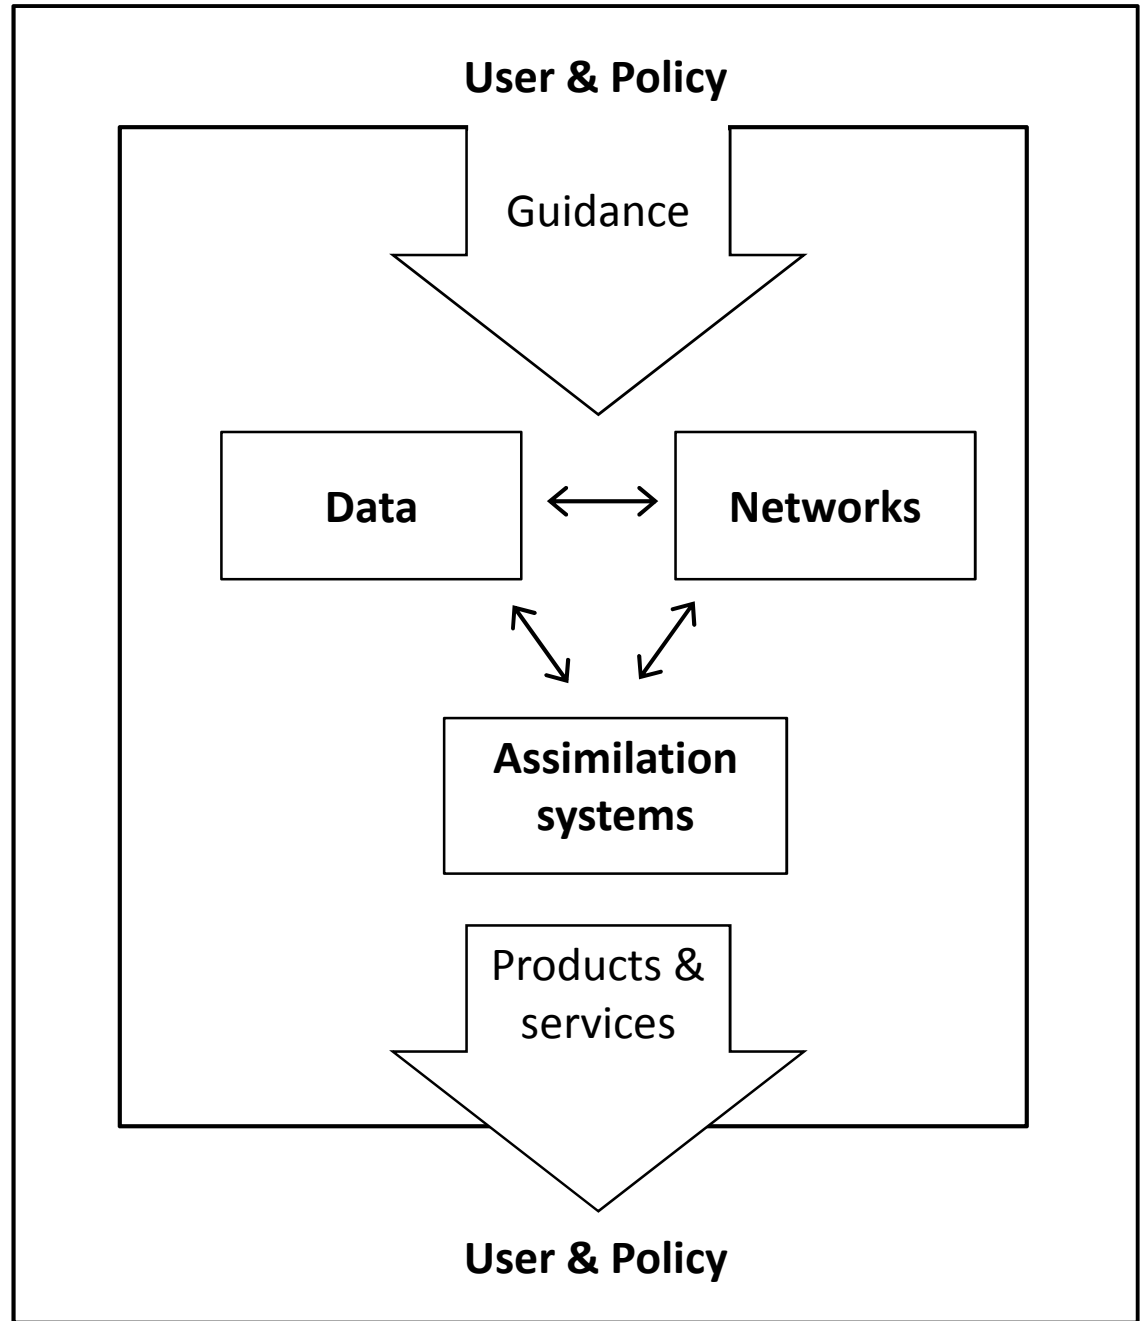 User & Policy
Guidance
Data
Networks
Assimilation
systems
Products &
services
User & Policy